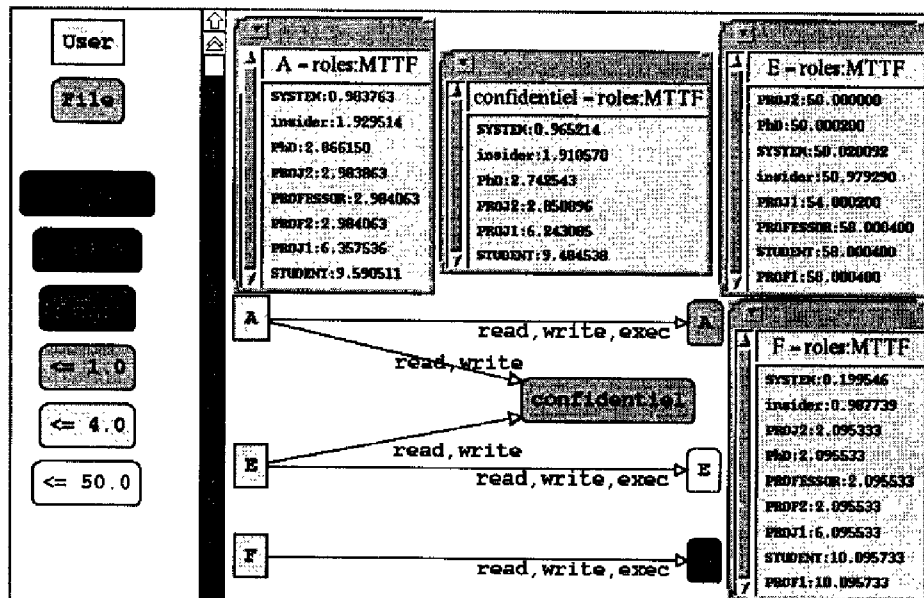 User
File
<= 1.0
<= 4.0
<= 50.0
A - roles:MTTF
SYSTEM:0.983763
insider:1.929514
PhD:2.866150
PROJ2:2.983863
PROFESSOR:2.984063
PROF2:2.984063
PROJ1:6.357536
STUDENT:9.590511
confidentiel - roles:MTTF
SYSTEM:0.965214
insider:1.910570
PhD:2.742543
PROJ2:2.850096
PROJ1:6.243085
STUDENT:9.484538
E - roles:MTTF
PROJ2:50.000000
PhD:50.000200
SYSTEM:50.020092
insider:50.979290
PROJ1:54.000200
PROFESSOR:58.000400
STUDENT:58.000400
PROF1:58.000400
A
read,write,exec
A
read,write
confidentiel
E
read,write
read,write,exec
E
F
read,write,exec
F - roles:MTTF
SYSTEM:0.199546
insider:0.987739
PROJ2:2.095333
PhD:2.095533
PROFESSOR:2.095533
PROF2:2.095533
PROJ1:6.095533
STUDENT:10.095733
PROF1:10.095733